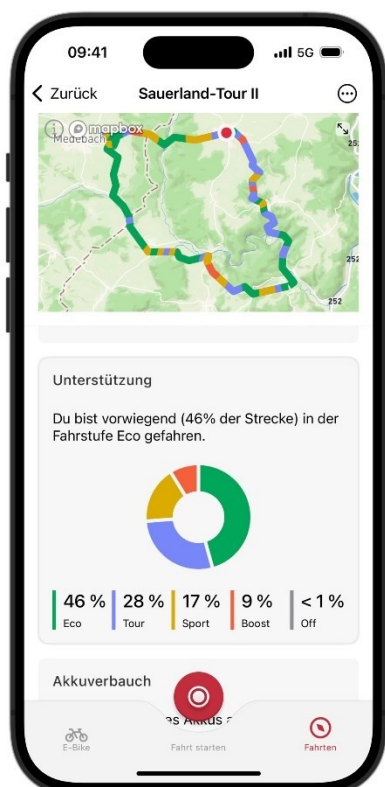 09:41
5G
Zurück
Sauerland-Tour II
mapbox
Medebach
252
252
Unterstützung
Du bist vorwiegend (46% der Strecke) in der
Fahrstufe Eco gefahren.
46 % 28 % 17 % 9 % < 1 %
Eco Tour Sport Boost Off
Akkuverbauch
es Akkus
E-Bike
Fahrt starten
Fahrten